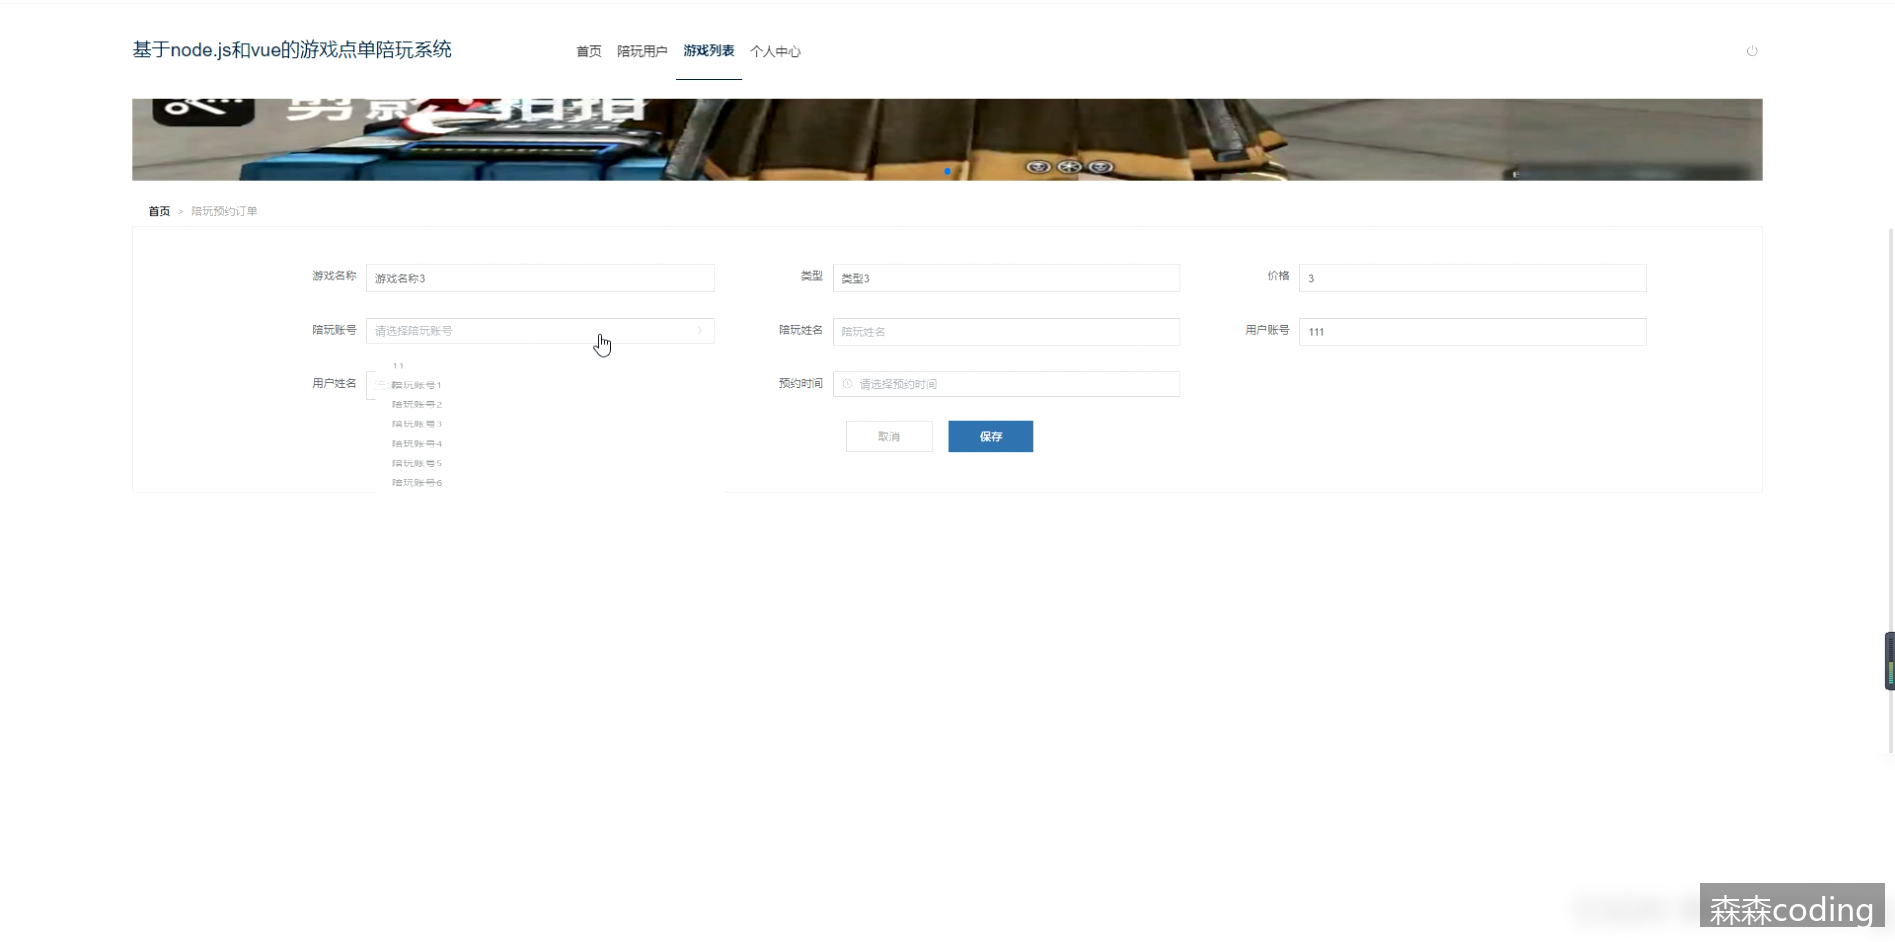 基于node.js和vue的游戏点单陪玩系统
首页 陪玩用户 游戏列表 个人中心
首页 > 陪玩预约订单
游戏名称 游戏名称3 类型 类型3 价格 3
陪玩账号 请选择陪玩账号 陪玩姓名 陪玩姓名 用户账号 111
11
用户姓名 陪玩账号1 预约时间 请选择预约时间
陪玩账号2
陪玩账号3
陪玩账号4
陪玩账号5
陪玩账号6
取消 保存
森森coding